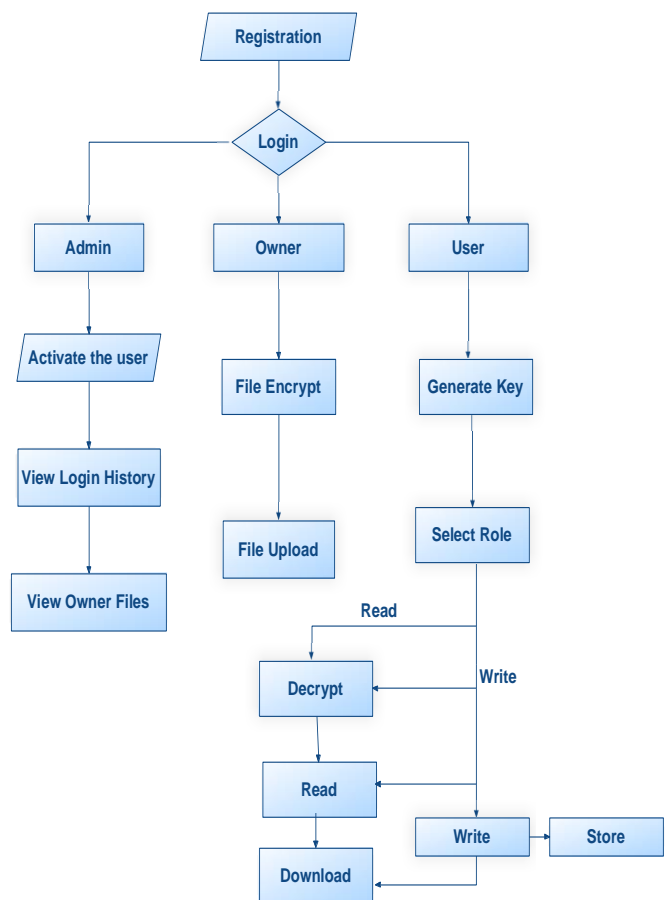 Registration
Login
Admin
Owner
User
Activate the user
File Encrypt
Generate Key
View Login History
Select Role
File Upload
View Owner Files
Read
Write
Decrypt
Read
Write
Store
Download